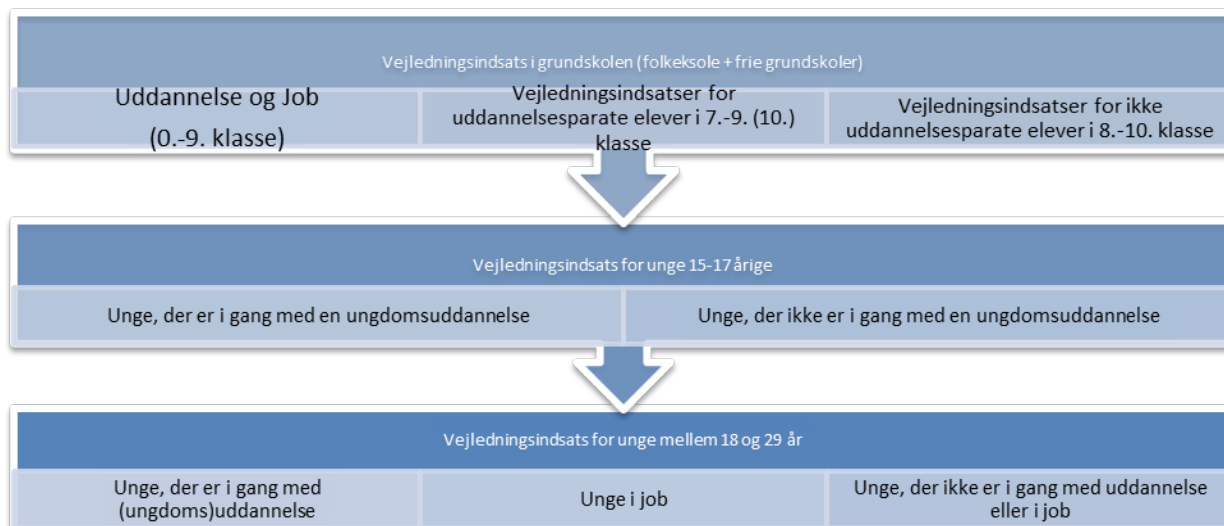 Vejledningsindsats i grundskolen (folkeksole + frie grundskoler)
Uddannelse og Job
(0.-9. klasse)
Vejledningsindsatser for
uddannelsesparate elever i 7.-9. (10.)
klasse
Vejledningsindsatser for ikke
uddannelsesparate elever i 8.-10. klasse
Vejledningsindsats for unge 15-17 årige
Unge, der er i gang med en ungdomsuddannelse
Unge, der ikke er i gang med en ungdomsuddannelse
Vejledningsindsats for unge mellem 18 og 29 år
Unge, der er i gang med
(ungdoms)uddannelse
Unge i job
Unge, der ikke er i gang med uddannelse
eller i job